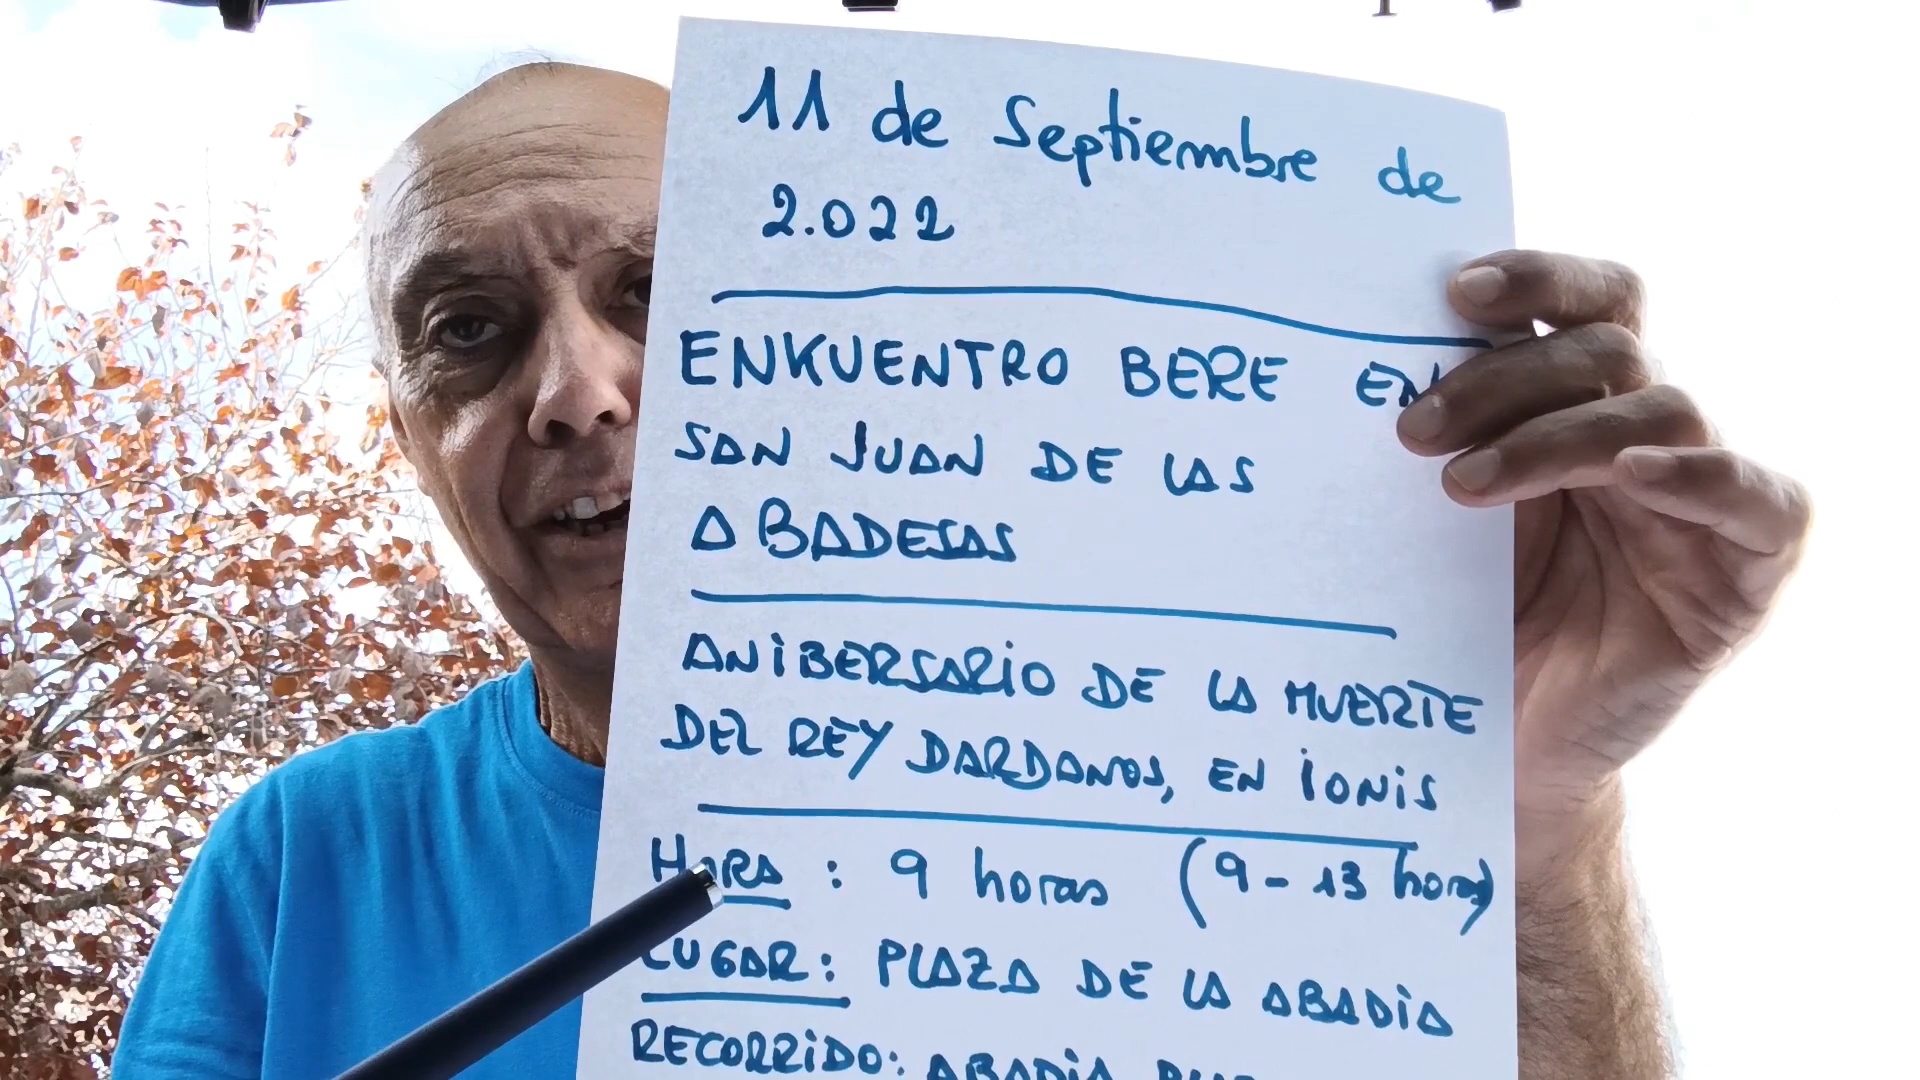 11 de Septiembre de
2.022
ENKUENTRO BERE EN
SAN JUAN DE LAS
ABADESAS
ANIBERSARIO DE LA MUERTE
DEL REY DARDANOS, EN IONIS
HORA : 9 horas (9-13 horas)
LUGAR: PLAZA DE LA ABADIA
RECORRIDO: ABADIA